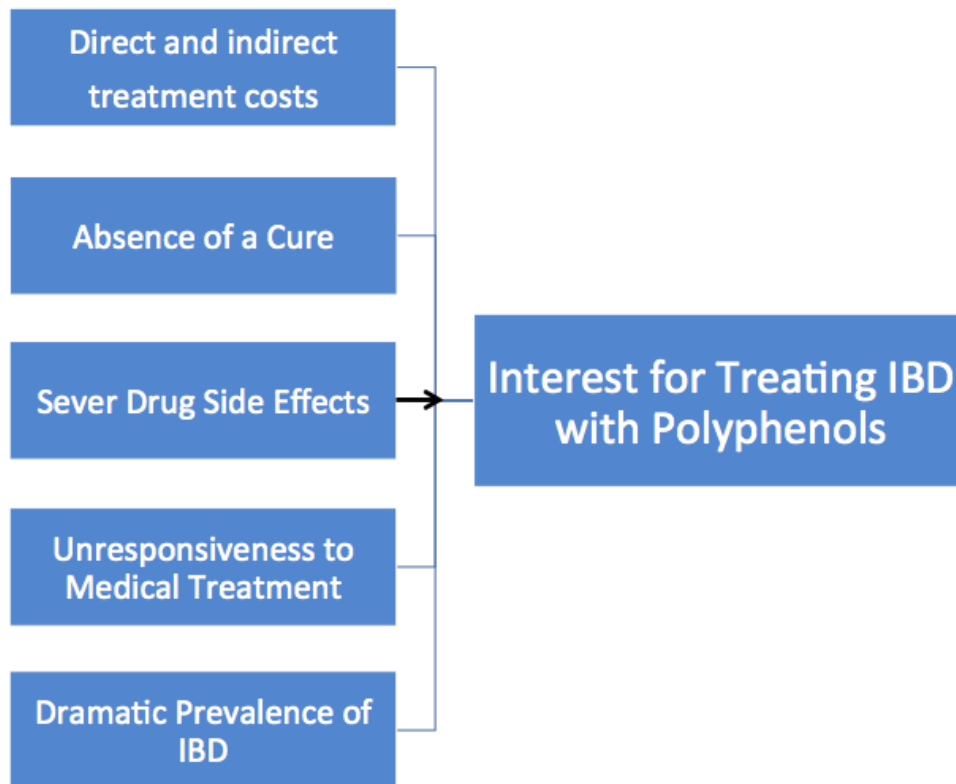 Direct and indirect
treatment costs
Absence of a Cure
Sever Drug Side Effects
Interest for Treating IBD
with Polyphenols
Unresponsiveness to
Medical Treatment
Dramatic Prevalence of
IBD